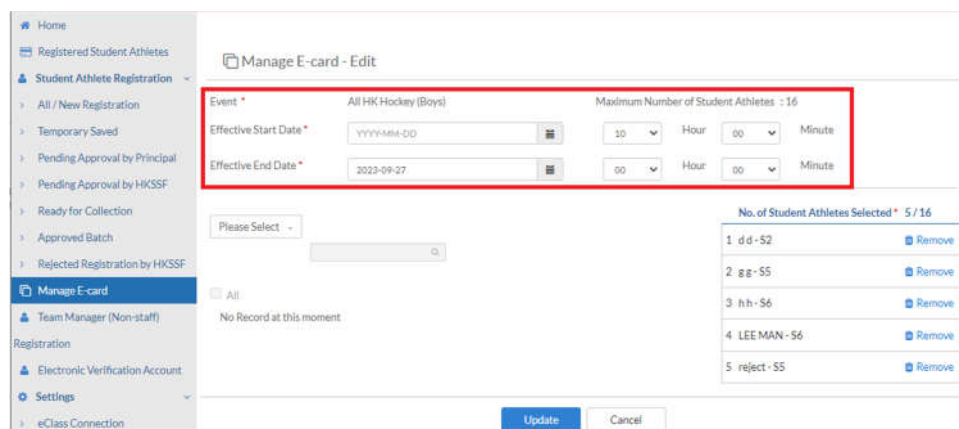 Home
Registered Student Athletes
Student Athlete Registration
All / New Registration
Temporary Saved
Pending Approval by Principal
Pending Approval by HKSSF
Ready for Collection
Approved Batch
Rejected Registration by HKSSF
Manage E-card
Team Manager (Non-staff)
Registration
Electronic Verification Account
Settings
eClass Connection
Manage E-card - Edit
Event * All HK Hockey (Boys) Maximum Number of Student Athletes : 16
Effective Start Date * YYYY-MM-DD 10 Hour 00 Minute
Effective End Date * 2023-09-27 00 Hour 00 Minute
Please Select
All
No Record at this moment
No. of Student Athletes Selected * 5 / 16
1 d d - S2 Remove
2 g g - S5 Remove
3 h h - S6 Remove
4 LEE MAN - S6 Remove
5 reject - S5 Remove
Update Cancel